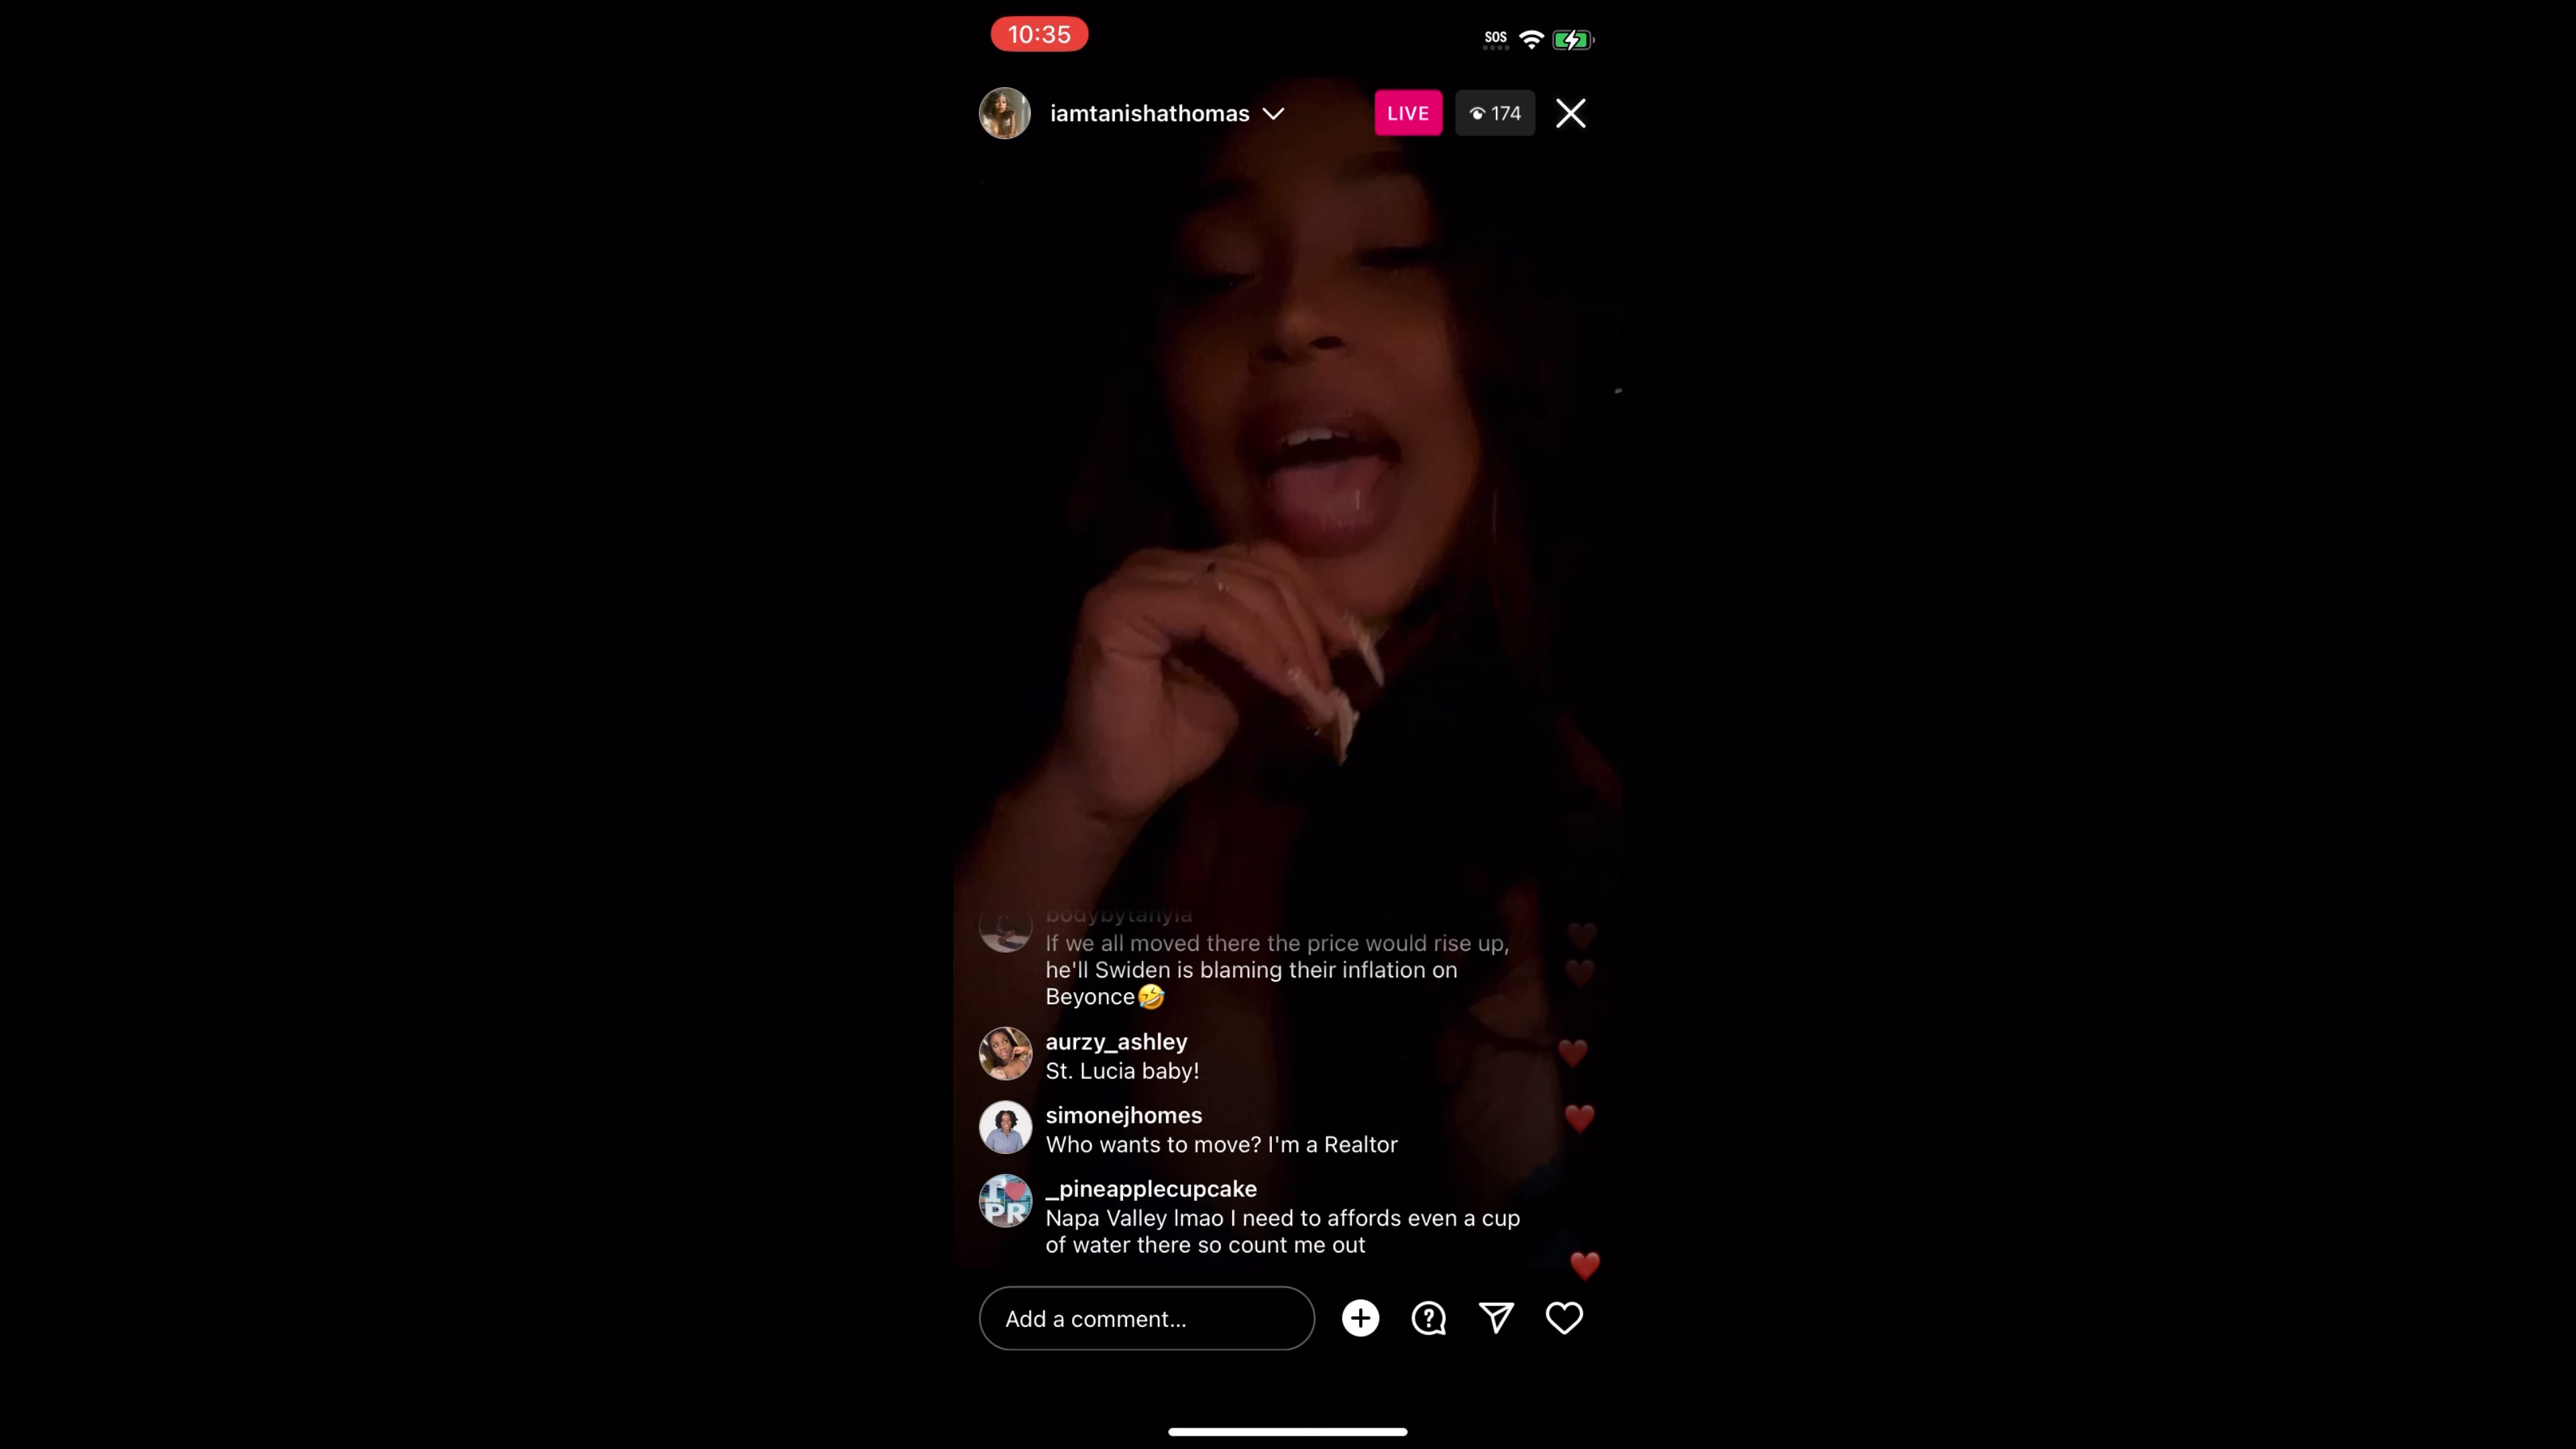 10:35
SOS
iamtanishathomas
LIVE
174
bodybytanyia
If we all moved there the price would rise up,
he'll Swiden is blaming their inflation on
Beyonce🤣
aurzy_ashley
St. Lucia baby!
simonejhomes
Who wants to move? I'm a Realtor
I❤️
PR
_pineapplecupcake
Napa Valley lmao I need to affords even a cup
of water there so count me out
Add a comment...